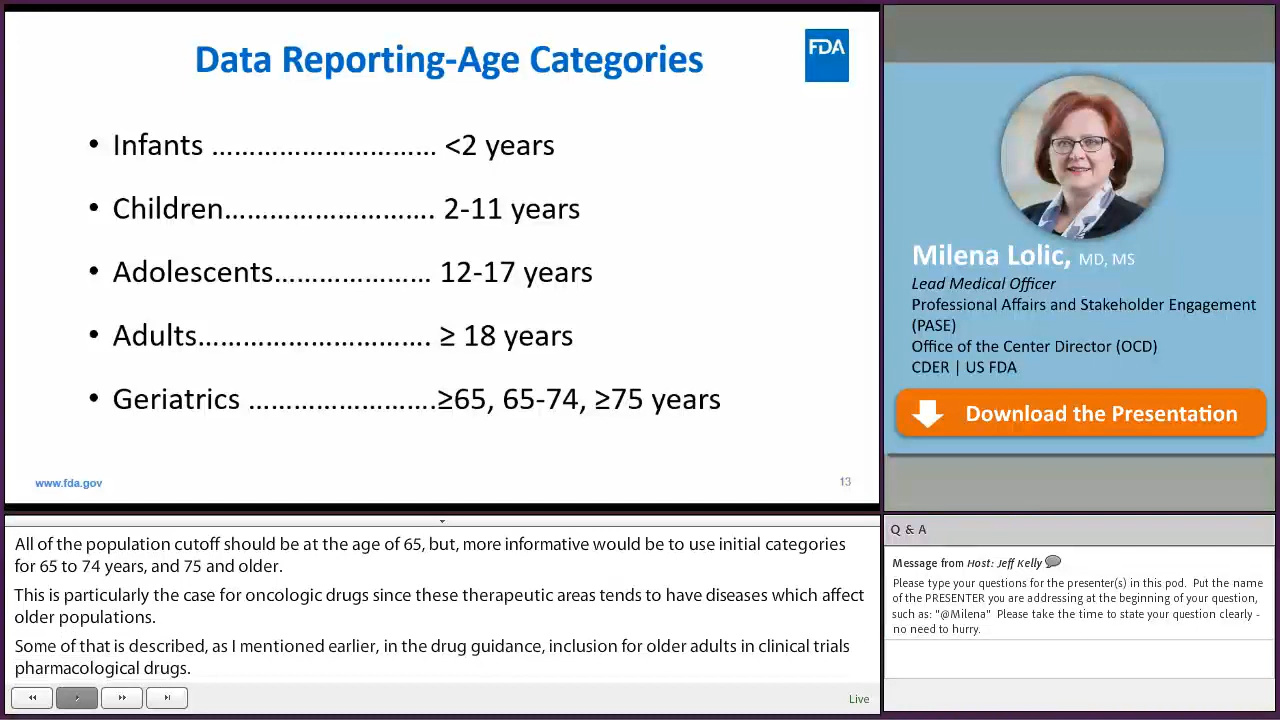 Data Reporting-Age Categories
FDA
• Infants ............................. <2 years
• Children............................ 2-11 years
• Adolescents..................... 12-17 years
• Adults............................... ≥ 18 years
• Geriatrics .........................≥65, 65-74, ≥75 years
www.fda.gov
13
Milena Lolic, MD, MS
Lead Medical Officer
Professional Affairs and Stakeholder Engagement
(PASE)
Office of the Center Director (OCD)
CDER | US FDA
Download the Presentation
All of the population cutoff should be at the age of 65, but, more informative would be to use initial categories
for 65 to 74 years, and 75 and older.
This is particularly the case for oncologic drugs since these therapeutic areas tends to have diseases which affect
older populations.
Some of that is described, as I mentioned earlier, in the drug guidance, inclusion for older adults in clinical trials
pharmacological drugs.
Live
Q & A
Message from Host: Jeff Kelly
Please type your questions for the presenter(s) in this pod. Put the name
of the PRESENTER you are addressing at the beginning of your question,
such as: "@Milena" Please take the time to state your question clearly -
no need to hurry.